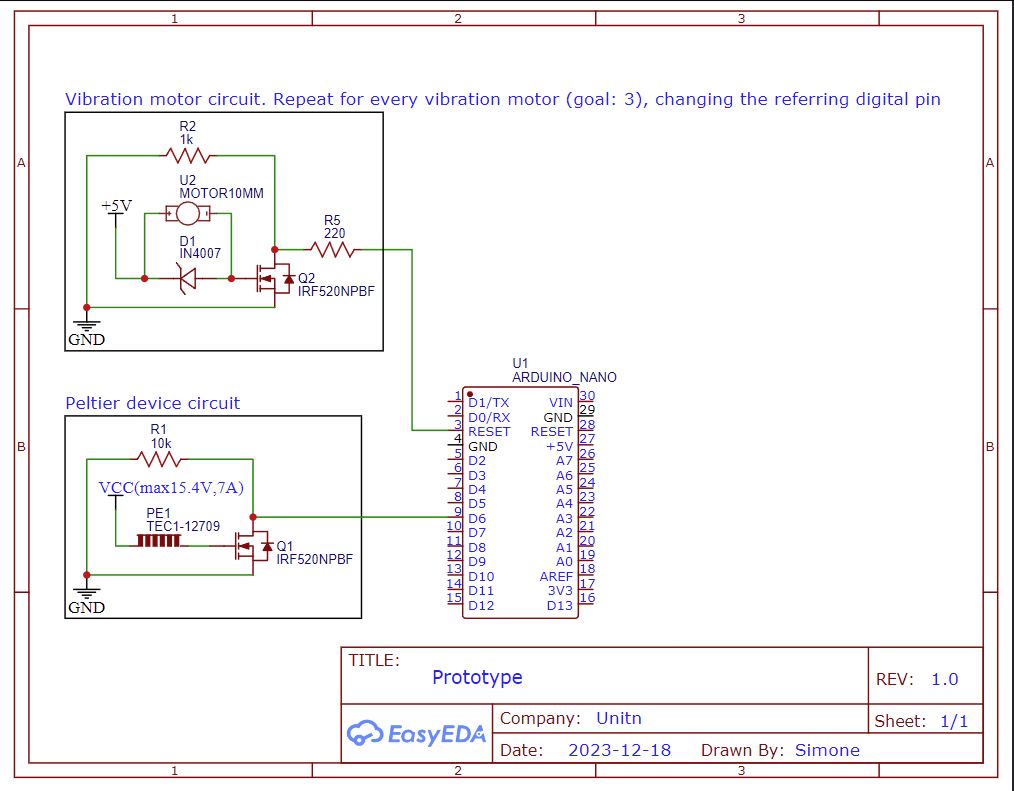 1 2 3
Vibration motor circuit. Repeat for every vibration motor (goal: 3), changing the referring digital pin
R2
1k
A A
U2
MOTOR10MM
+5V
R5
220
D1
IN4007
Q2
IRF520NPBF
GND
U1
ARDUINO_NANO
1 D1/TX VIN 30
2 D0/RX GND 29
3 RESET RESET 28
4 GND +5V 27
5 D2 A7 26
6 D3 A6 25
7 D4 A5 24
8 D5 A4 23
9 D6 A3 22
10 D7 A2 21
11 D8 A1 20
12 D9 A0 19
13 D10 AREF 18
14 D11 3V3 17
15 D12 D13 16
Peltier device circuit
R1
10k
B B
VCC(max15.4V,7A)
PE1
TEC1-12709
Q1
IRF520NPBF
GND
TITLE:
Prototype
REV: 1.0
EasyEDA
Company: Unitn
Sheet: 1/1
Date: 2023-12-18 Drawn By: Simone
1 2 3